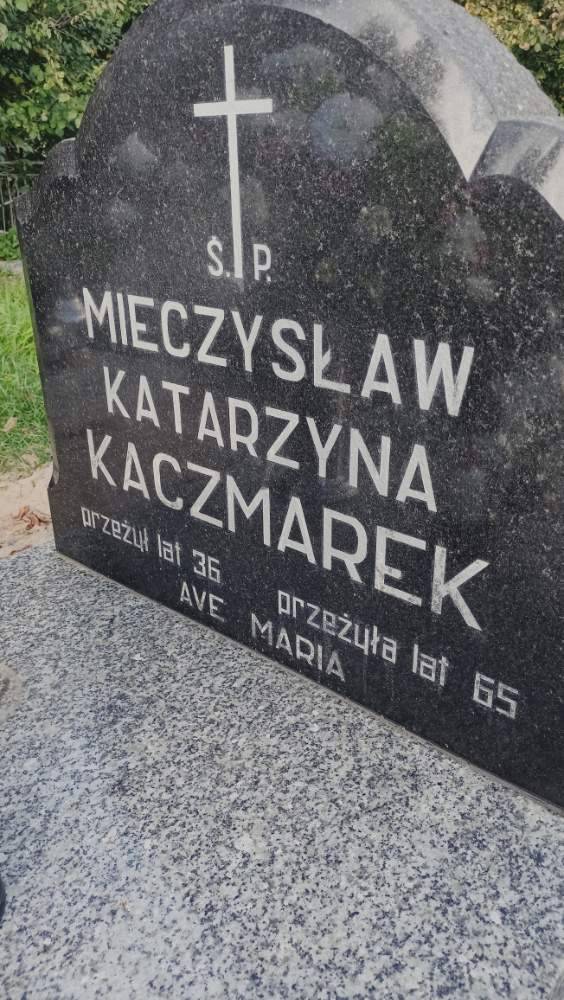 Ś. P.
MIECZYSŁAW
KATARZYNA
KACZMAREK
przeżył lat 36 przeżyła lat 65
AVE MARIA